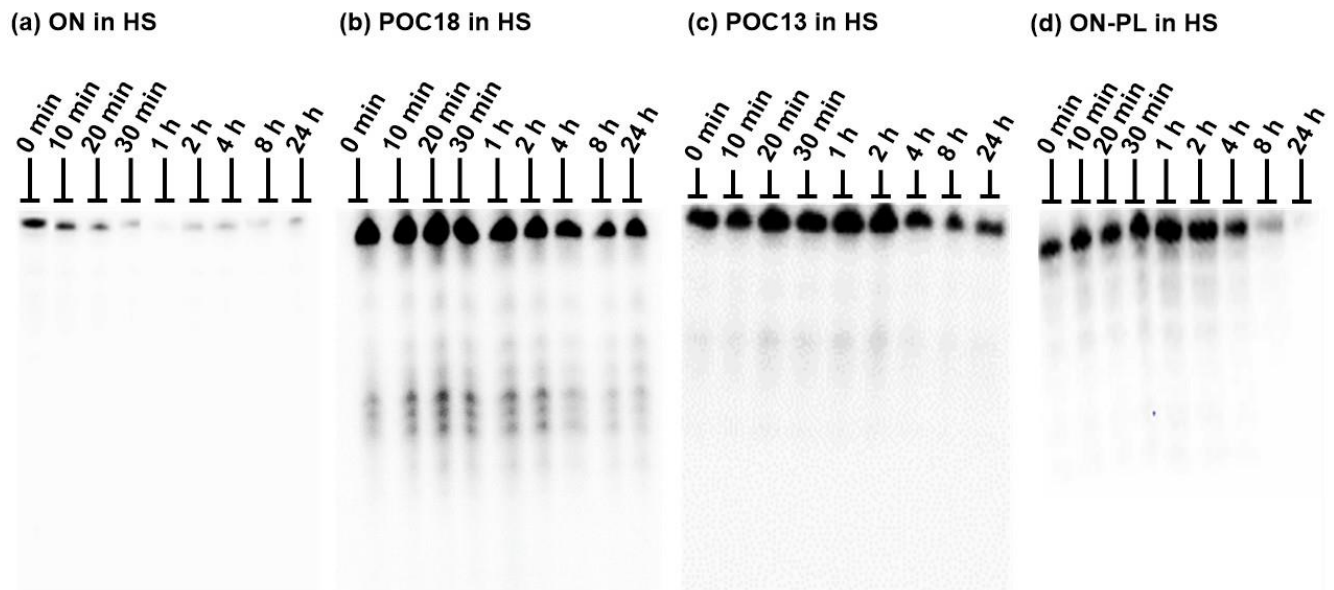 (a) ON in HS
0 min 10 min 20 min 30 min 1 h 2 h 4 h 8 h 24 h
(b) POC18 in HS
0 min 10 min 20 min 30 min 1 h 2 h 4 h 8 h 24 h
(c) POC13 in HS
0 min 10 min 20 min 30 min 1 h 2 h 4 h 8 h 24 h
(d) ON-PL in HS
0 min 10 min 20 min 30 min 1 h 2 h 4 h 8 h 24 h